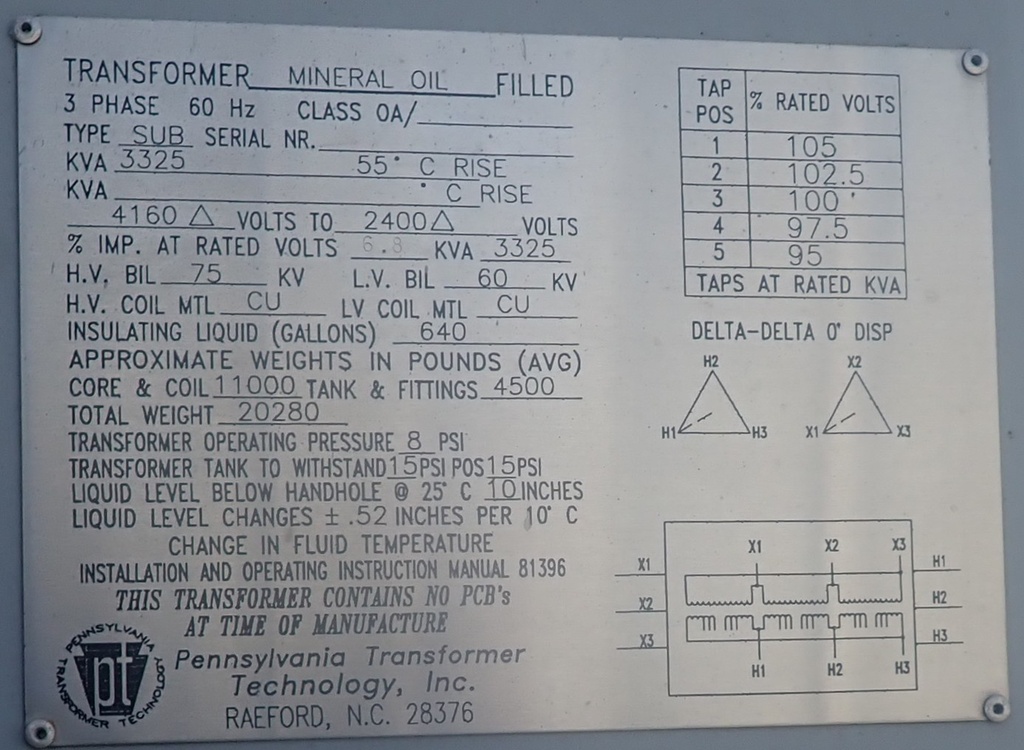 TRANSFORMER MINERAL OIL FILLED
3 PHASE 60 Hz CLASS OA/
TYPE SUB SERIAL NR.
KVA 3325 55° C RISE
KVA ° C RISE
4160 △ VOLTS TO 2400△ VOLTS
% IMP. AT RATED VOLTS 6.8 KVA 3325
H.V. BIL 75 KV L.V. BIL 60 KV
H.V. COIL MTL CU LV COIL MTL CU
INSULATING LIQUID (GALLONS) 640
APPROXIMATE WEIGHTS IN POUNDS (AVG)
CORE & COIL 11000 TANK & FITTINGS 4500
TOTAL WEIGHT 20280
TRANSFORMER OPERATING PRESSURE 8 PSI
TRANSFORMER TANK TO WITHSTAND 15PSI POS 15PSI
LIQUID LEVEL BELOW HANDHOLE @ 25° C 10 INCHES
LIQUID LEVEL CHANGES ± .52 INCHES PER 10° C
CHANGE IN FLUID TEMPERATURE
INSTALLATION AND OPERATING INSTRUCTION MANUAL 81396
THIS TRANSFORMER CONTAINS NO PCB's
AT TIME OF MANUFACTURE
PENNSYLVANIA TRANSFORMER TECHNOLOGY
pt
Pennsylvania Transformer
Technology, Inc.
RAEFORD, N.C. 28376
TAP POS % RATED VOLTS
1 105
2 102.5
3 100
4 97.5
5 95
TAPS AT RATED KVA
DELTA-DELTA 0° DISP
H2 X2
H1 H3 X1 X3
X1 X2 X3
X1 H1
X2 H2
X3 H3
H1 H2 H3